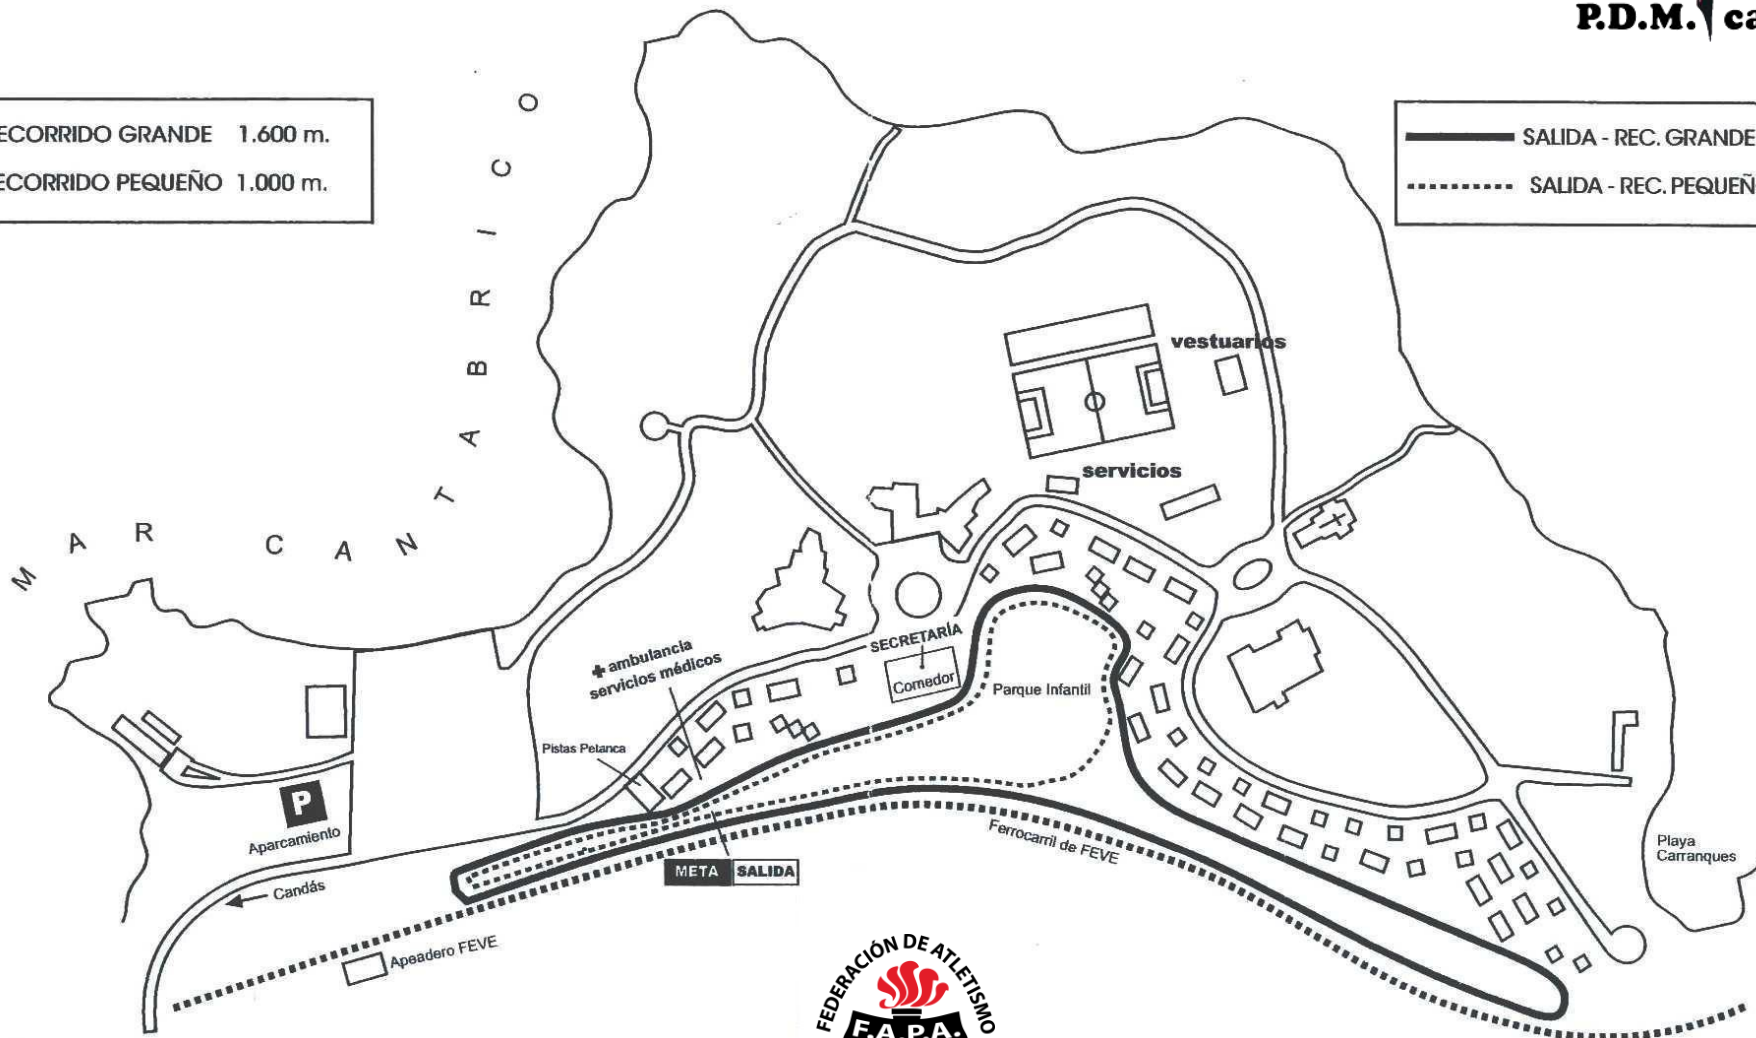 P.D.M. ca
ECORRIDO GRANDE 1.600 m.
ECORRIDO PEQUEÑO 1.000 m.
SALIDA - REC. GRANDE
SALIDA - REC. PEQUEÑ
MAR CANTABRICO
vestuarios
servicios
SECRETARÍA
Comedor
Parque Infantil
✚ ambulancia
servicios médicos
Pistas Petanca
P
Aparcamiento
Candás
META SALIDA
Ferrocarril de FEVE
Apeadero FEVE
Playa
Carranques
FEDERACIÓN DE ATLETISMO
F.A.P.A.